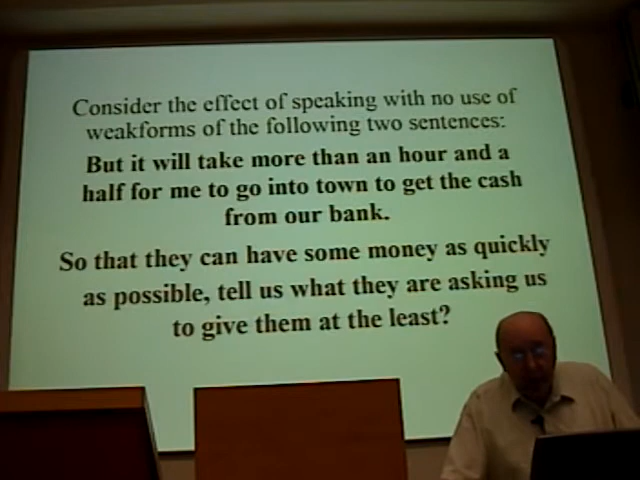 Consider the effect of speaking with no use of
weakforms of the following two sentences:
But it will take more than an hour and a
half for me to go into town to get the cash
from our bank.
So that they can have some money as quickly
as possible, tell us what they are asking us
to give them at the least?